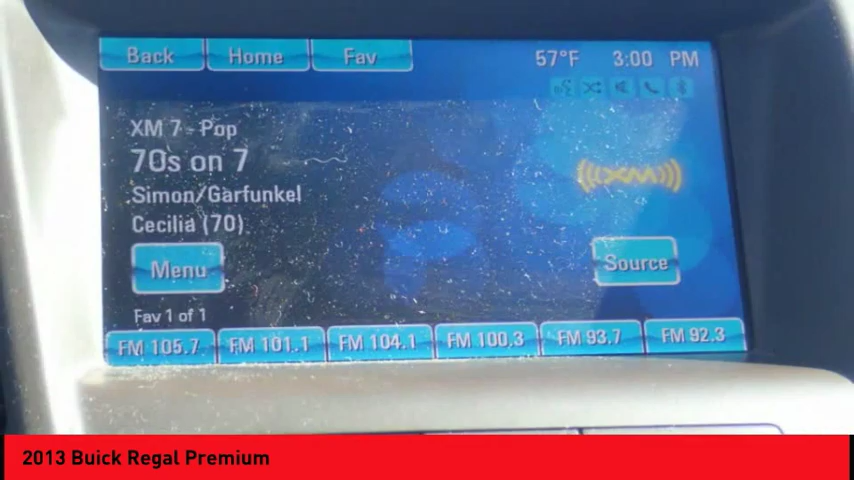 Back Home Fav 57°F 3:00 PM
XM 7 - Pop
70s on 7
Simon/Garfunkel
Cecilia (70)
((XM))
Menu Source
Fav 1 of 1
FM 105.7 FM 101.1 FM 104.1 FM 100.3 FM 93.7 FM 92.3
2013 Buick Regal Premium